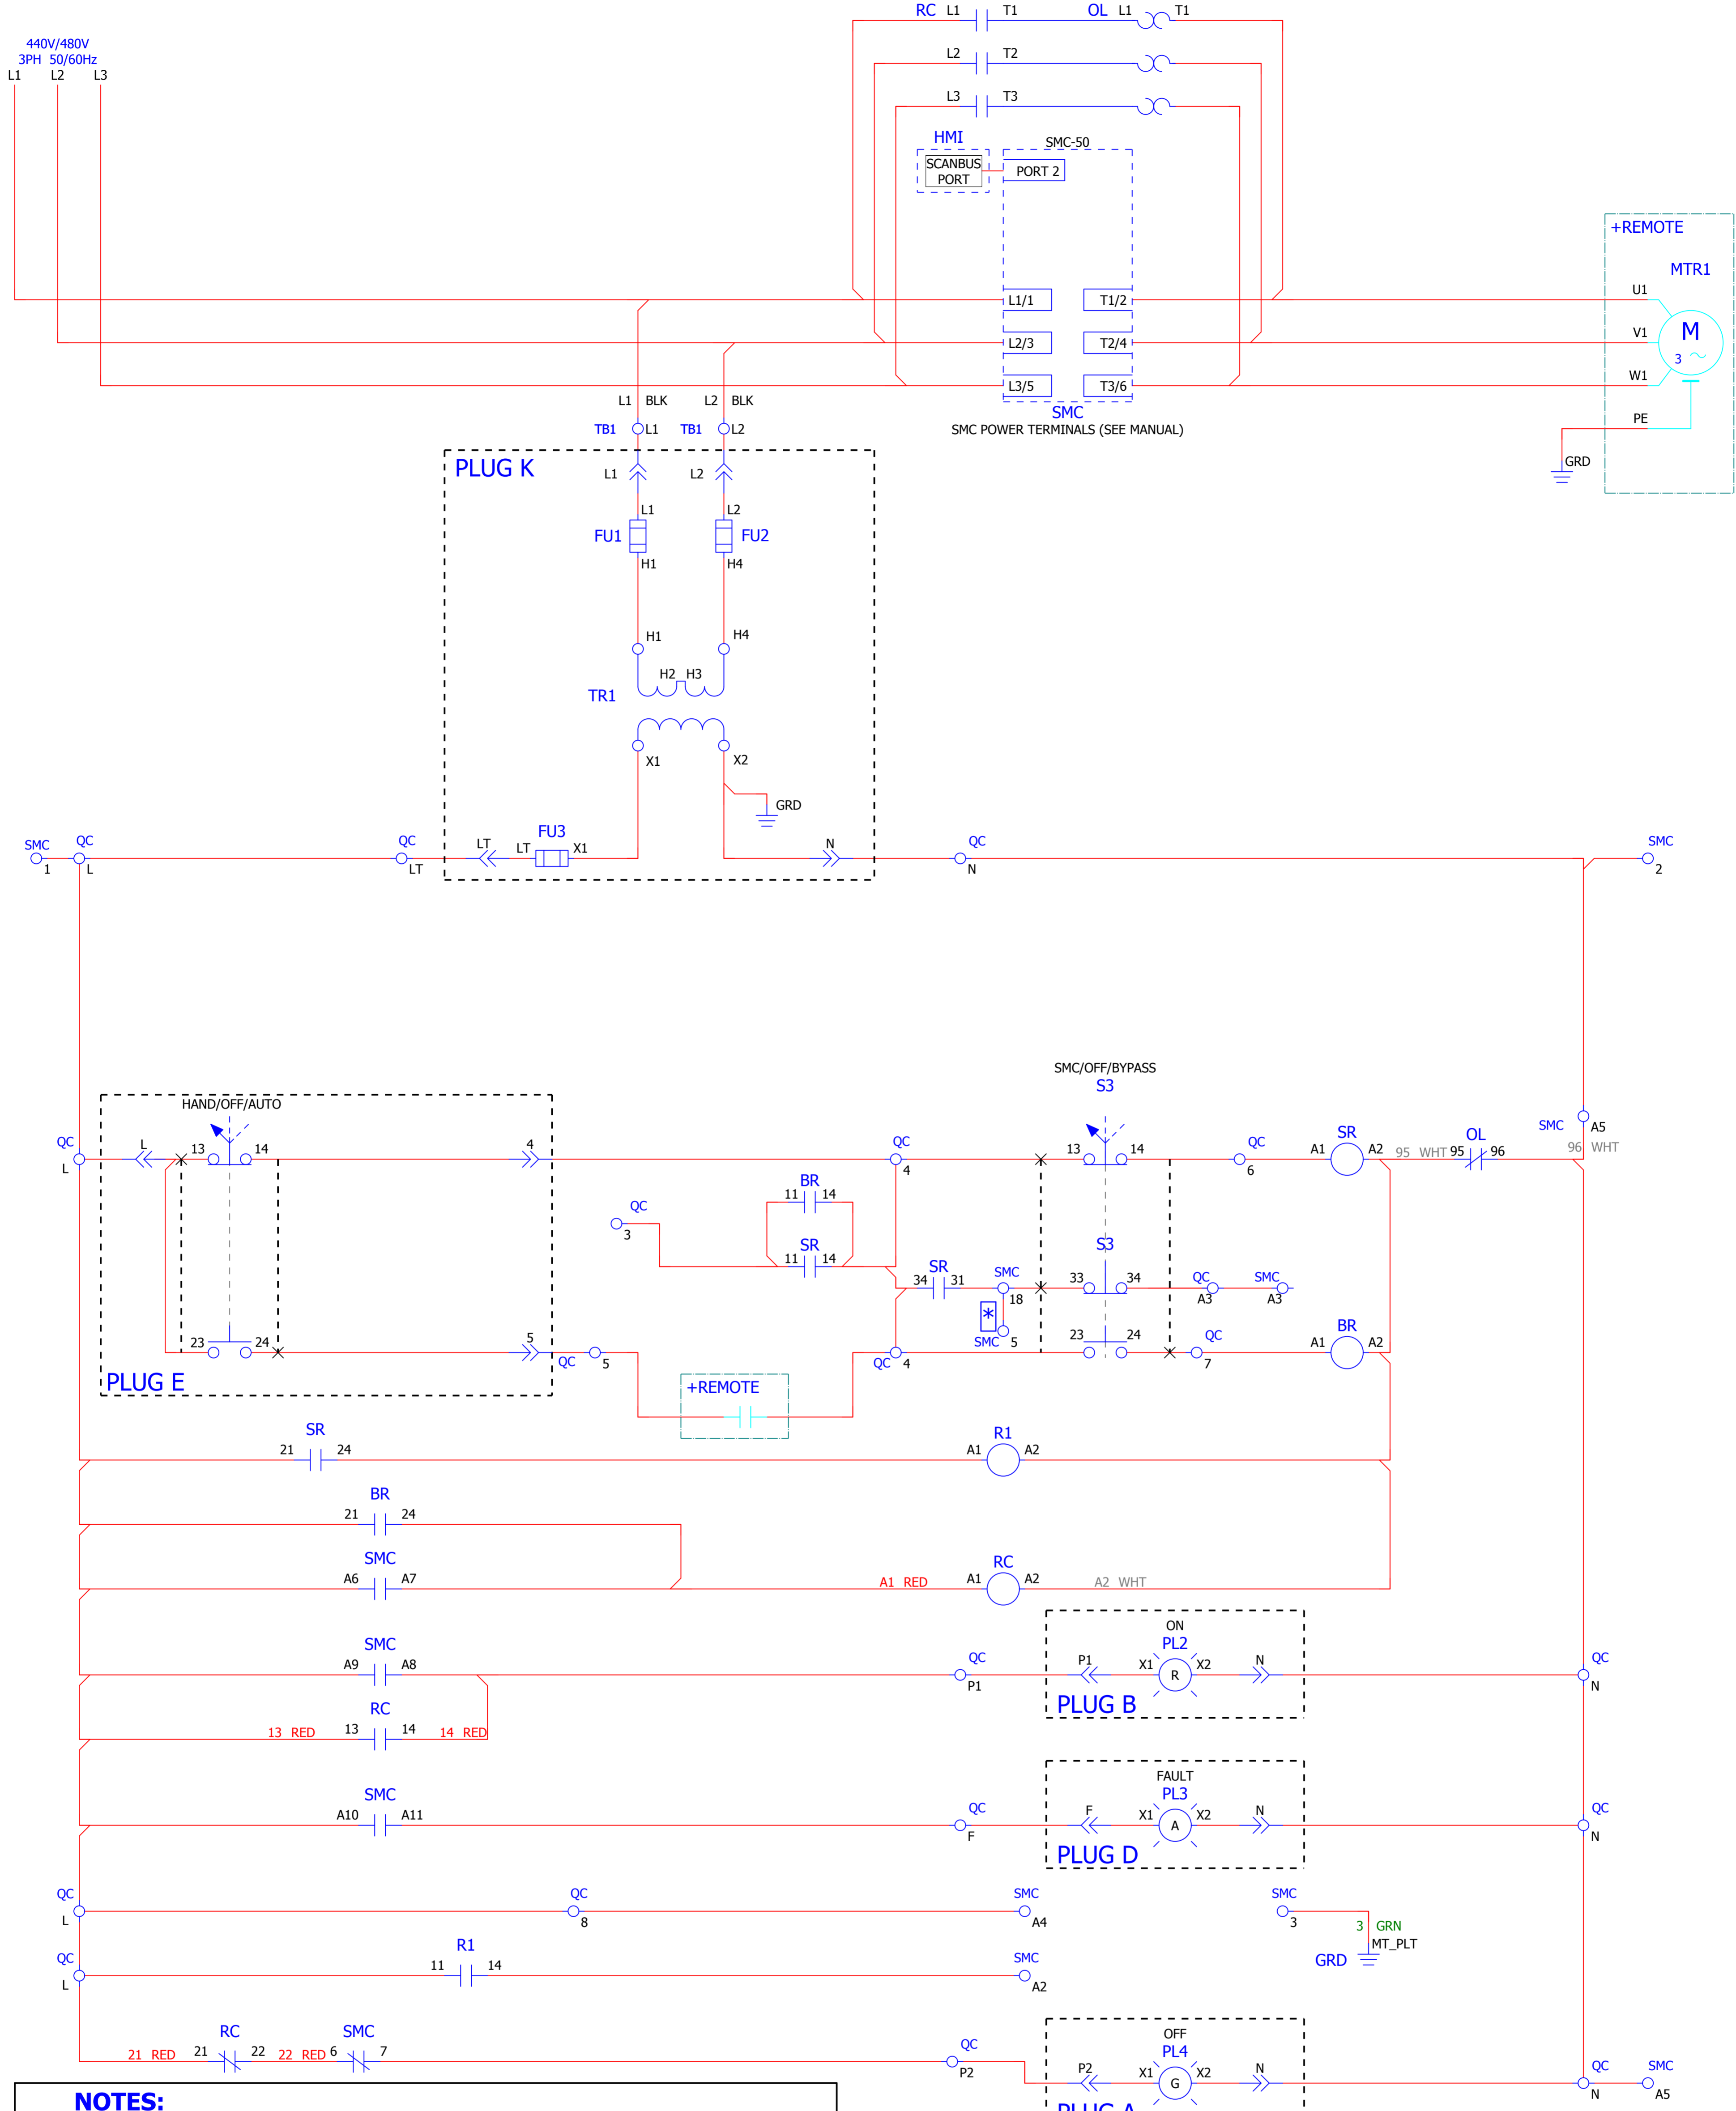 RC L1 T1 OL L1 T1
440V/480V
3PH 50/60Hz
L1 L2 L3
L2 T2
L3 T3
HMI
SMC-50
SCANBUS
PORT
PORT 2
+REMOTE
MTR1
L1/1 T1/2 U1
L2/3 T2/4 V1
M
3
L3/5 T3/6 W1
L1 BLK L2 BLK
SMC
SMC POWER TERMINALS (SEE MANUAL)
PE
GRD
TB1 L1 TB1 L2
PLUG K
L1 L2
L1 L2
FU1 FU2
H1 H4
H1 H4
H2 H3
TR1
X1 X2
GRD
SMC QC QC FU3 QC SMC
LT LT X1 N
1 L LT N 2
SMC/OFF/BYPASS
S3
HAND/OFF/AUTO
SMC A5
QC L 13 14 4 QC 13 14 QC SR A1 A2 95 WHT 95 OL 96 96 WHT
L 4 6
BR
11 14
QC
3
SR
11 14
S3
SR
34 31 SMC 33 34 QC SMC
18 A3 A3
*
SMC 5
23 24 5 23 24 QC BR
A1 A2
QC 5 QC 4 7
PLUG E
+REMOTE
SR R1
21 24 A1 A2
BR
21 24
SMC RC
A6 A7 A1 RED A1 A2 A2 WHT
ON
SMC PL2
A9 A8 QC P1 X1 R X2 N QC
P1 N
PLUG B
RC
13 RED 13 14 14 RED
FAULT
SMC PL3
A10 A11 QC F X1 A X2 N QC
F N
PLUG D
QC QC SMC SMC
L 8 A4 3
3 GRN
MT_PLT
GRD
QC R1 SMC
L 11 14 A2
OFF
RC SMC PL4
21 RED 21 22 22 RED 6 7 QC P2 X1 G X2 N QC SMC
P2 N A5
NOTES:
PLUG A